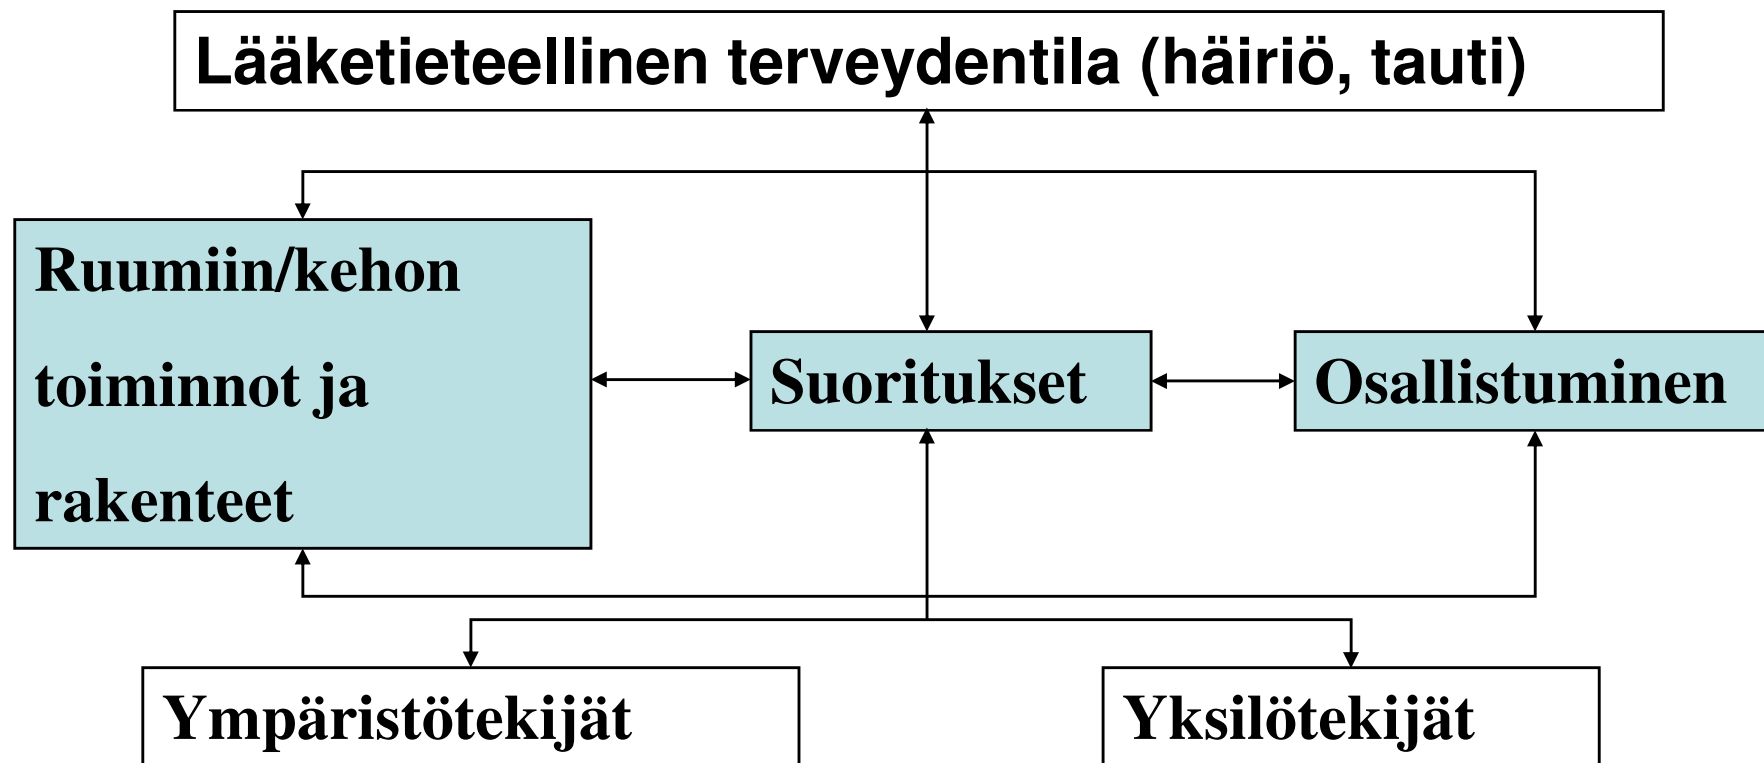 Lääketieteellinen terveydentila (häiriö, tauti)
Ruumiin/kehon
toiminnot ja
rakenteet
Suoritukset
Osallistuminen
Ympäristötekijät
Yksilötekijät